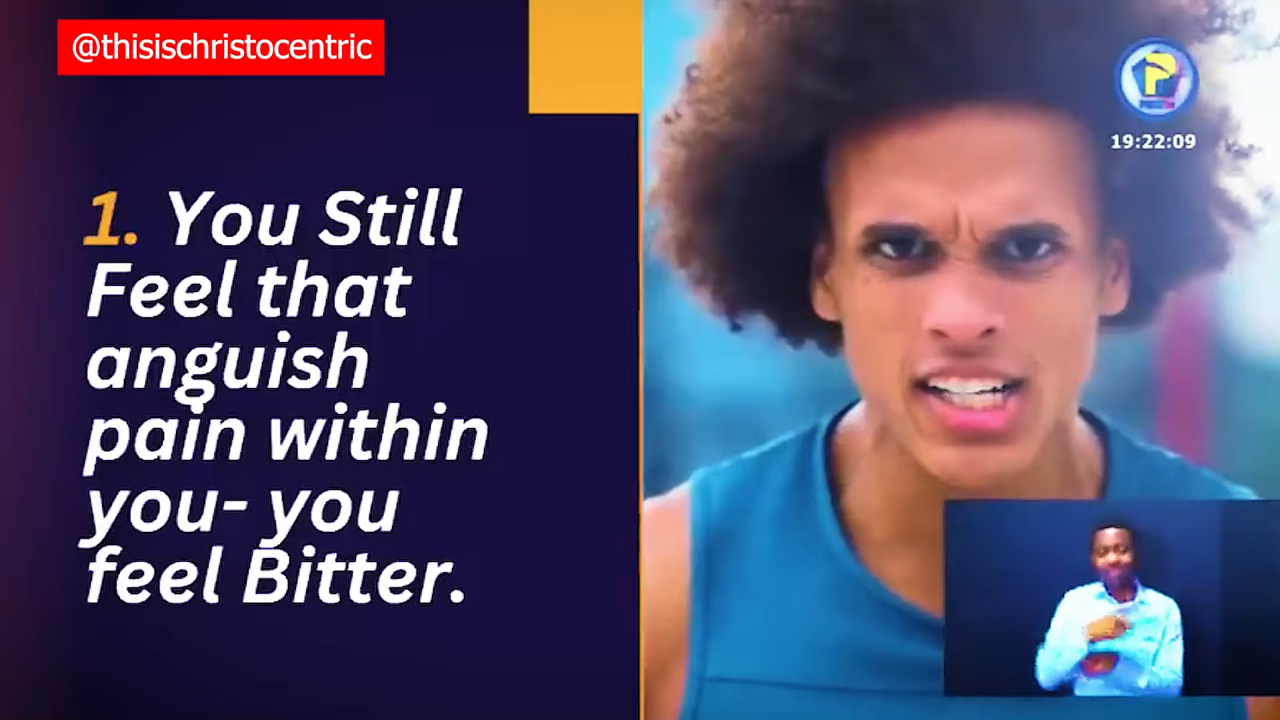 @thisischristocentric
1. You Still
Feel that
anguish
pain within
you- you
feel Bitter.
P
19:22:09